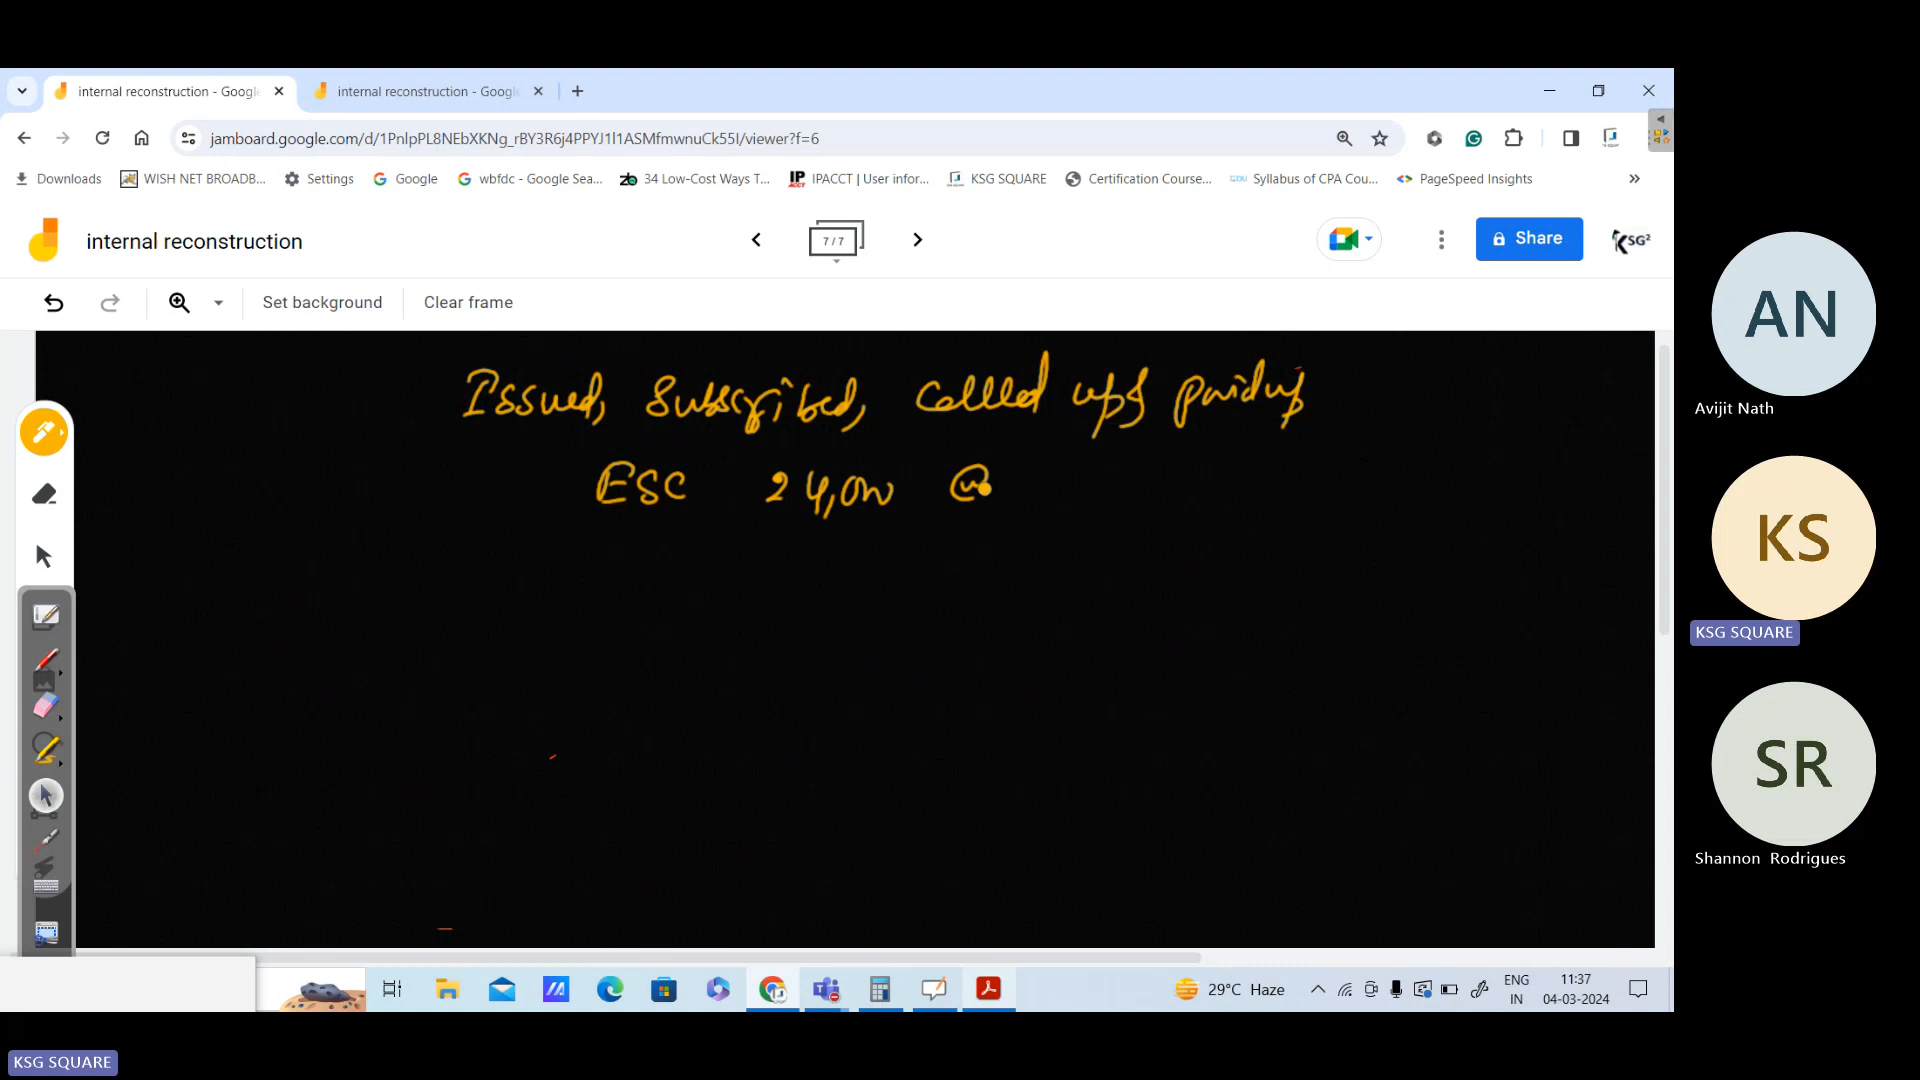 internal reconstruction - Google
internal reconstruction - Googl
jamboard.google.com/d/1PnlpPL8NEbXKNg_rBY3R6j4PPYJ1l1ASMfmwnuCk55I/viewer?f=6
Downloads WISH NET BROADB... Settings Google wbfdc - Google Sea... 34 Low-Cost Ways T... IPACCT | User infor... KSG SQUARE Certification Course... Syllabus of CPA Cou... PageSpeed Insights
internal reconstruction
7 / 7
Share
KSG²
Set background Clear frame
Issued, Subscribed, Called up & paid up
ESC 24,000 @
AN
Avijit Nath
KS
KSG SQUARE
SR
Shannon Rodrigues
29°C Haze
ENG
IN
11:37
04-03-2024
KSG SQUARE